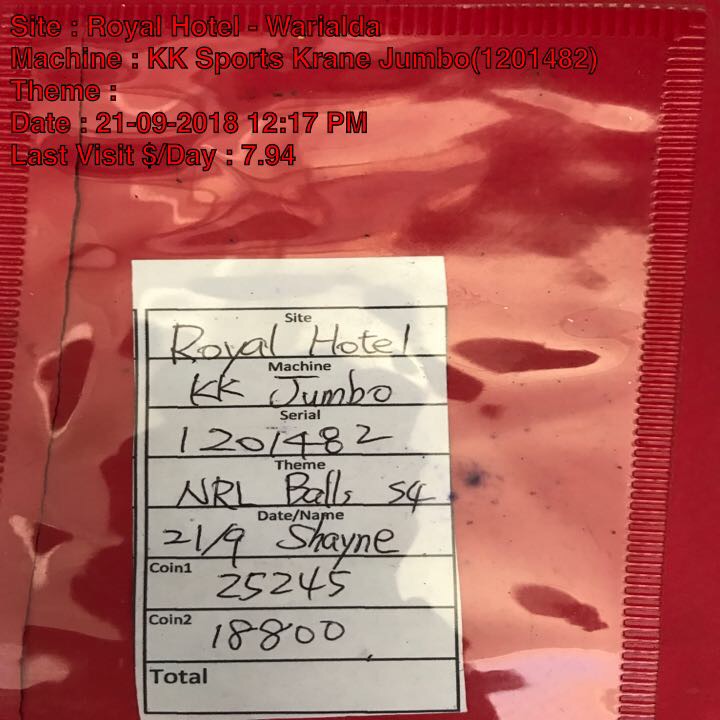 Site : Royal Hotel - Warialda
Machine : KK Sports Krane Jumbo(1201482)
Theme :
Date : 21-09-2018 12:17 PM
Last Visit $/Day : 7.94
Site
Royal Hotel
Machine
KK Jumbo
Serial
1201482
Theme
NRL Balls S4
Date/Name
21/9 Shayne
Coin1
25245
Coin2
18800
Total